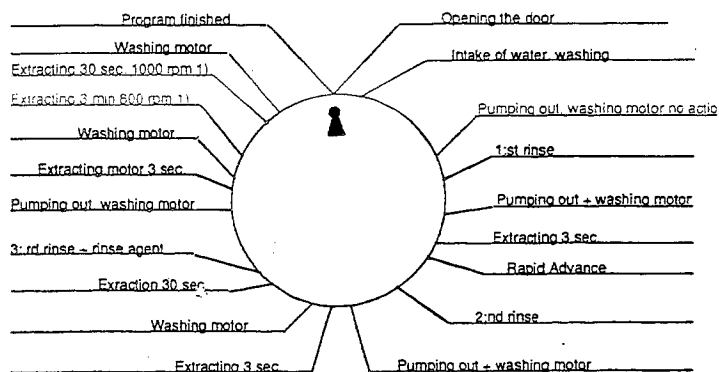 Program finished
Opening the door
Washing motor
Intake of water, washing
Extracting 30 sec. 1000 rpm 1)
Extracting 3 min 800 rpm 1)
Pumping out, washing motor no actio
Washing motor
1:st rinse
Extracting motor 3 sec.
Pumping out, washing motor
Pumping out + washing motor
Extracting 3 sec.
3:.rd rinse + rinse agent
Rapid Advance
Exraction 30 sec.
Washing motor
2:nd rinse
Extracting 3 sec.
Pumping out + washing motor